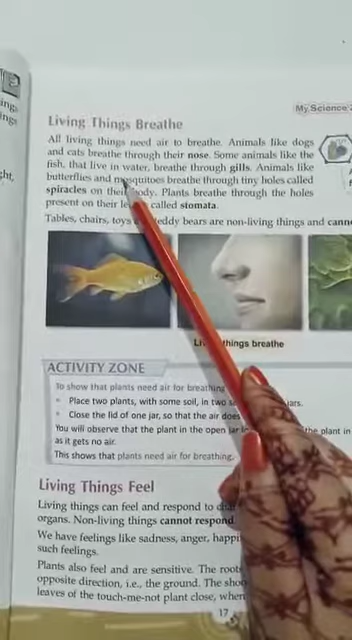 My Science
Living Things Breathe
All living things need air to breathe. Animals like dogs
and cats breathe through their nose. Some animals like the
fish, that live in water, breathe through gills. Animals like
butterflies and mosquitoes breathe through tiny holes called
spiracles on their body. Plants breathe through the holes
present on their called stomata.
Tables, chairs, toys teddy bears are non-living things and
things breathe
ACTIVITY ZONE
To show that plants need air for breathing
Place two plants, with some soil, in two jars.
Close the lid of one jar, so that the air does
You will observe that the plant in the open jar the plant in
as it gets no air.
This shows that plants need air for breathing.
Living Things Feel
Living things can feel and respond to
organs. Non-living things cannot respond
We have feelings like sadness, anger,
such feelings.
Plants also feel and are sensitive. The roots
opposite direction, i.e., the ground. The
leaves of the touch-me-not plant close, when
17